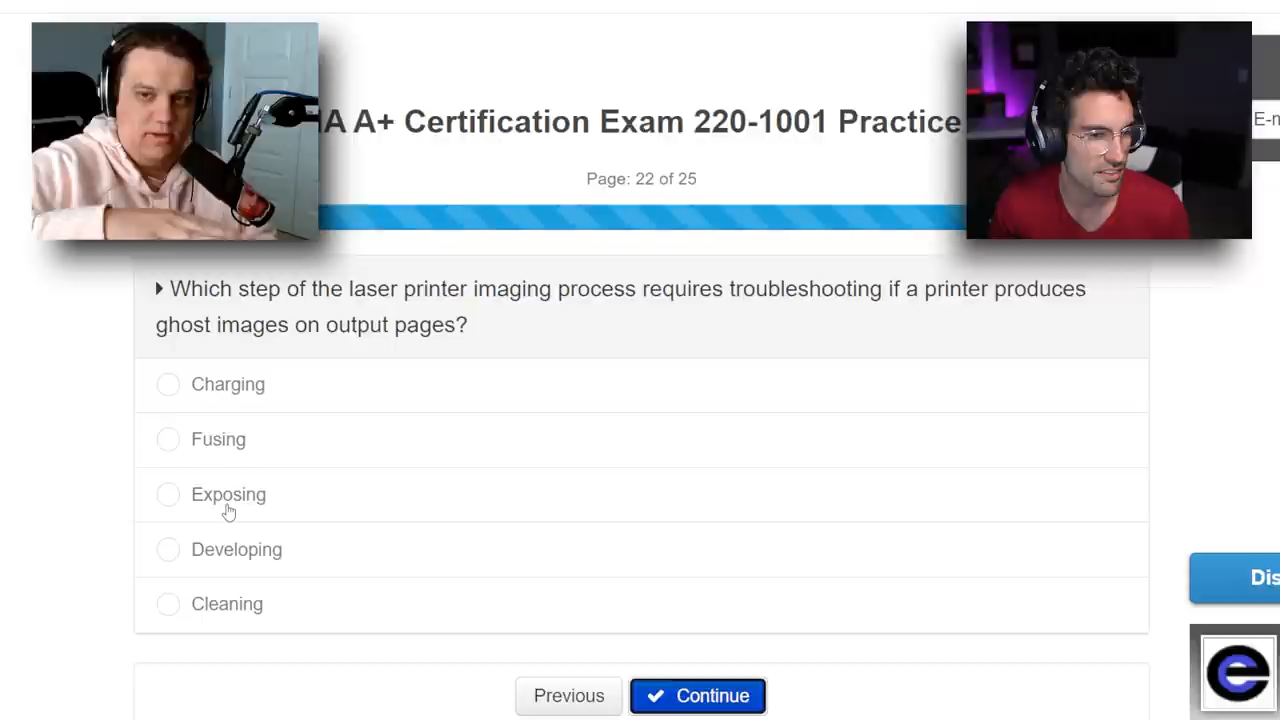 A A+ Certification Exam 220-1001 Practice
E-
Page: 22 of 25
Which step of the laser printer imaging process requires troubleshooting if a printer produces
ghost images on output pages?
Charging
Fusing
Exposing
Developing
Cleaning
Dis
Previous
Continue